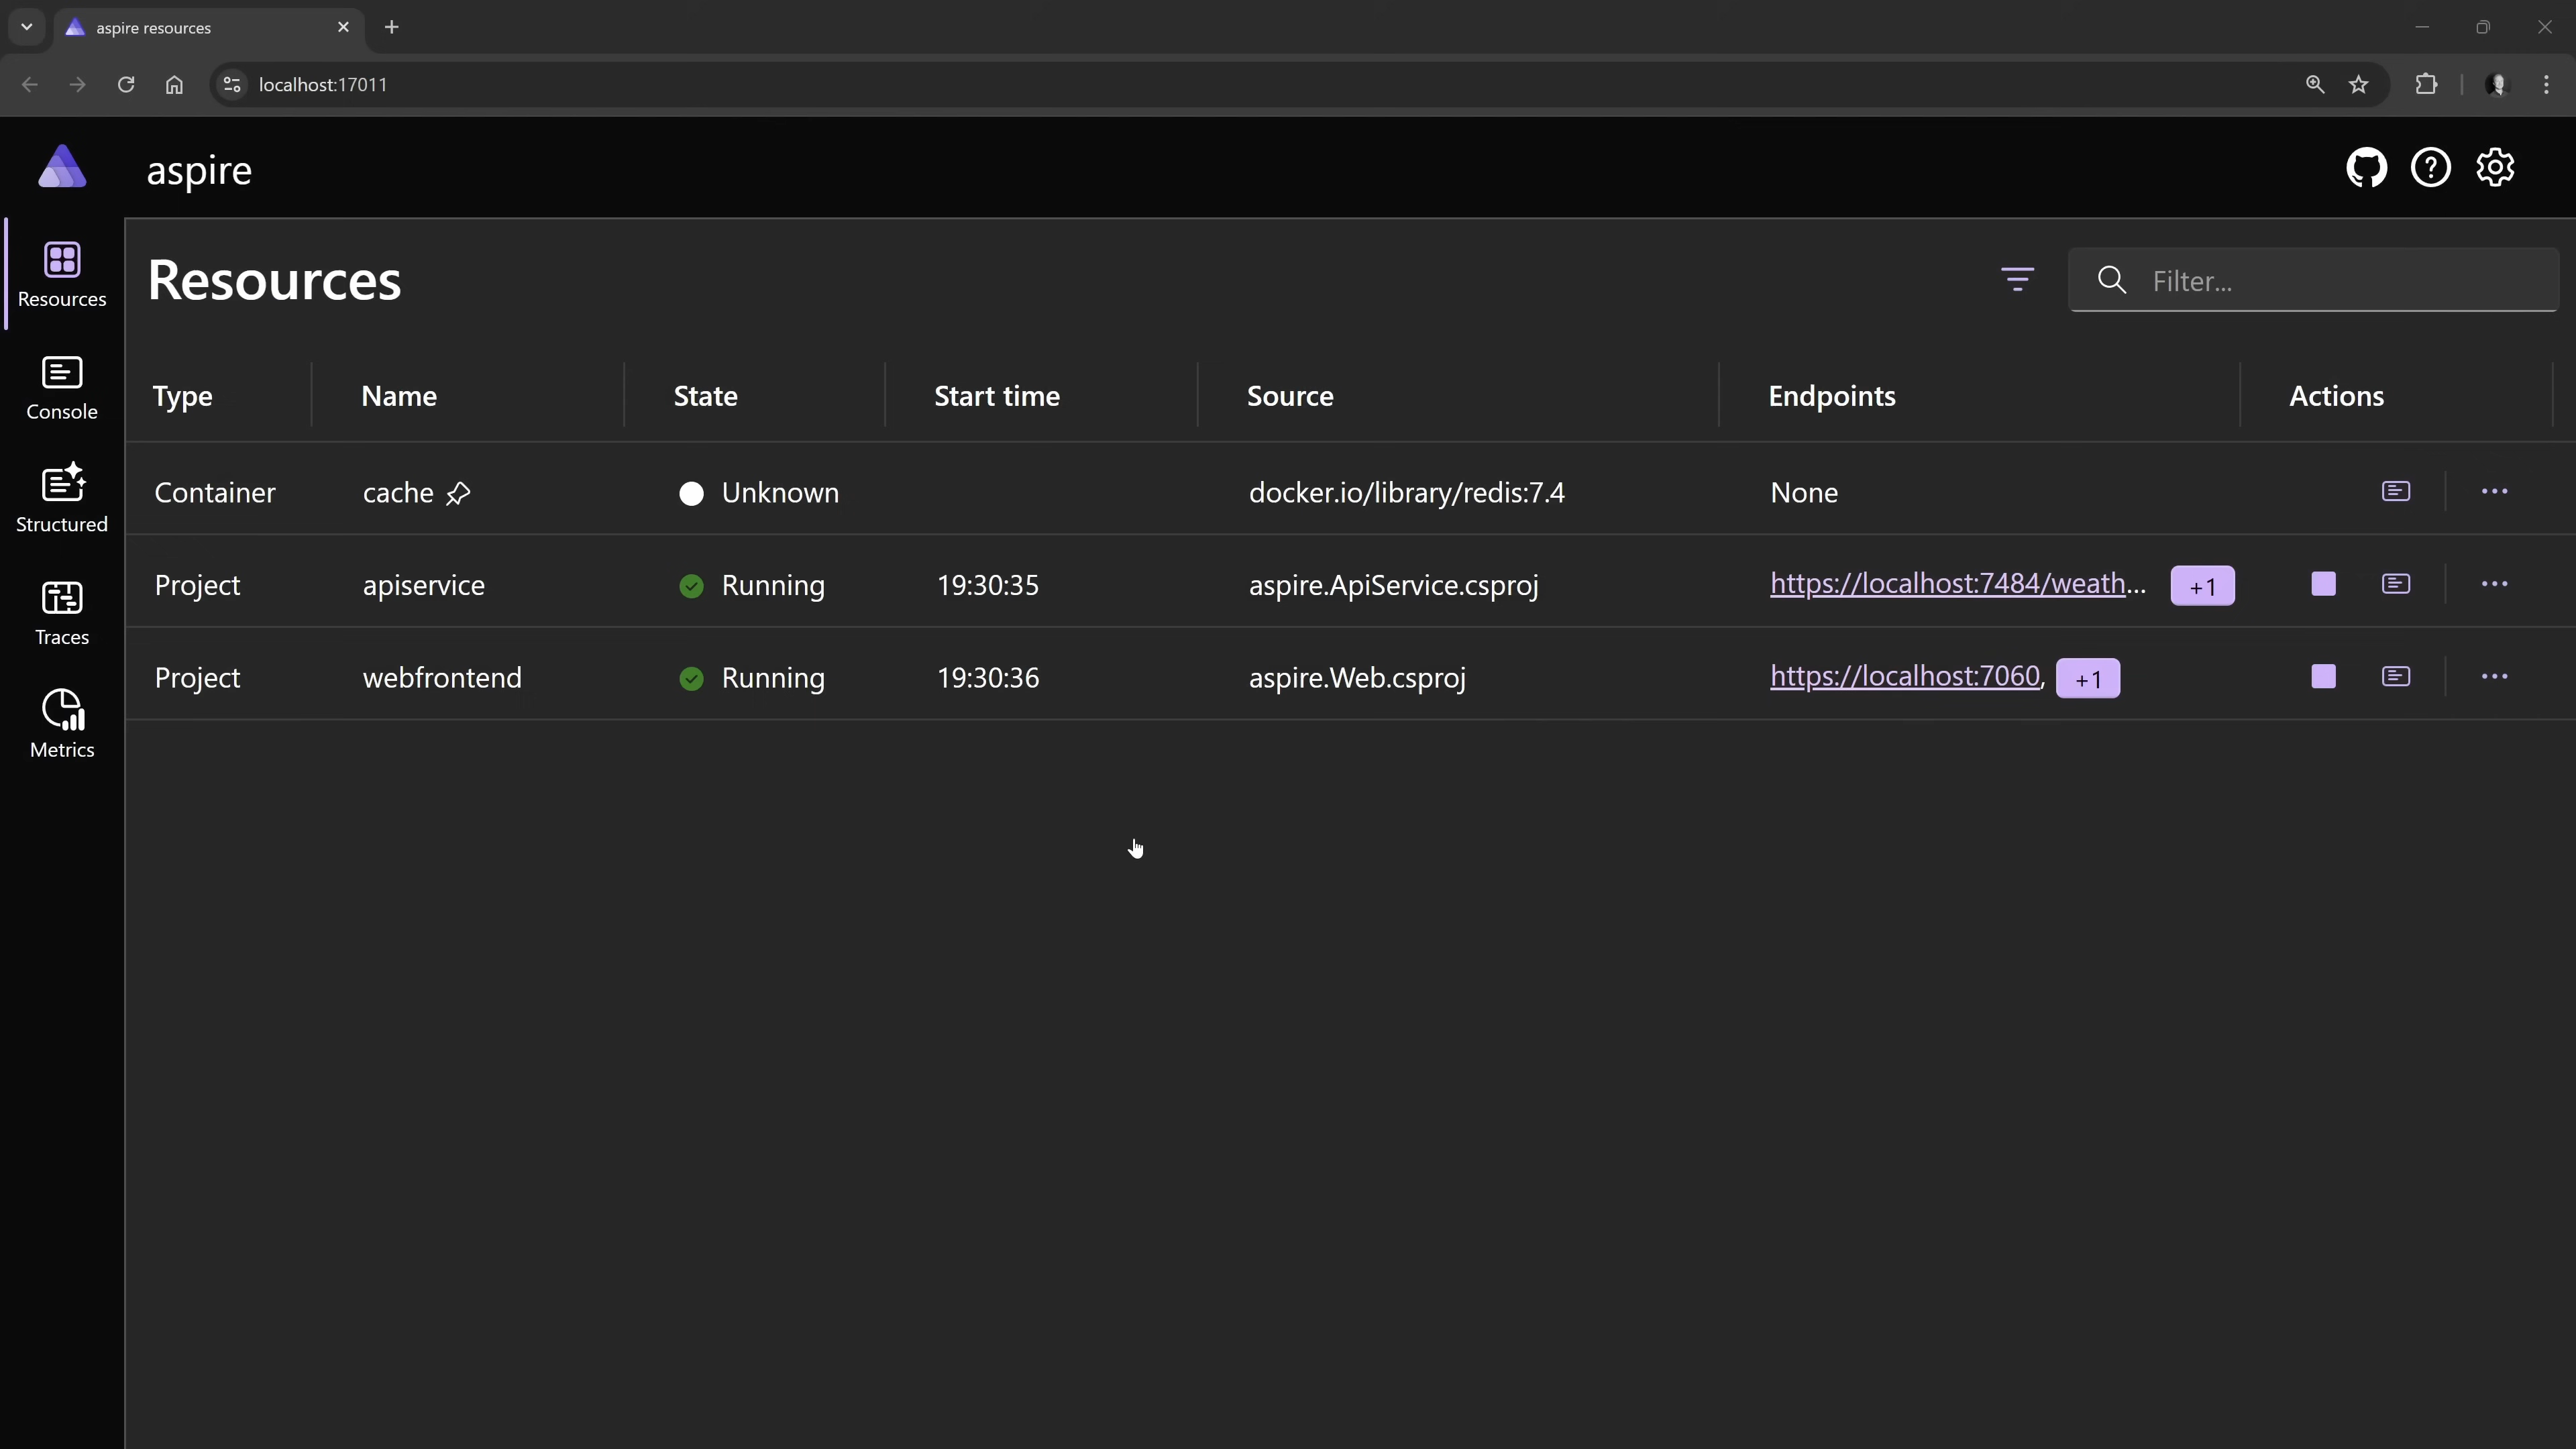 aspire resources
localhost:17011
aspire
Resources
Filter...
Resources
Console
Structured
Traces
Metrics
Type Name State Start time Source Endpoints Actions
Container cache Unknown docker.io/library/redis:7.4 None
Project apiservice Running 19:30:35 aspire.ApiService.csproj https://localhost:7484/weath... +1
Project webfrontend Running 19:30:36 aspire.Web.csproj https://localhost:7060, +1